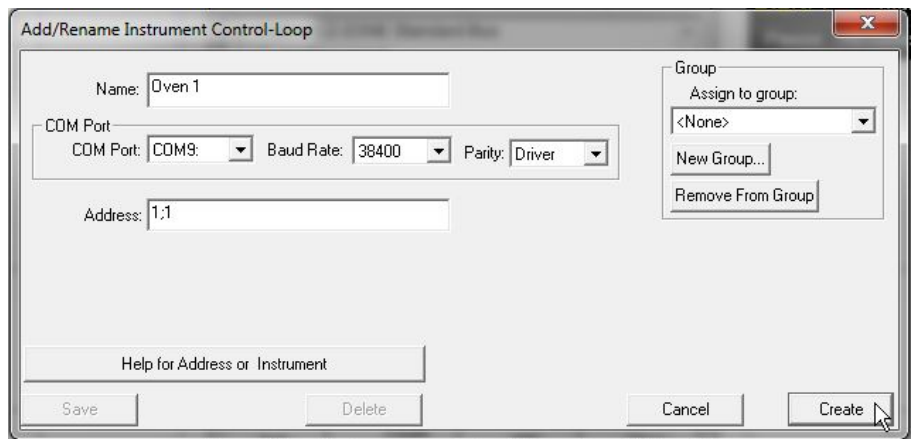 Add/Rename Instrument Control-Loop
Name: Oven 1
COM Port
COM Port: COM9: Baud Rate: 38400 Parity: Driver
Address: 1;1
Group
Assign to group:
<None>
New Group...
Remove From Group
Help for Address or Instrument
Save Delete Cancel Create